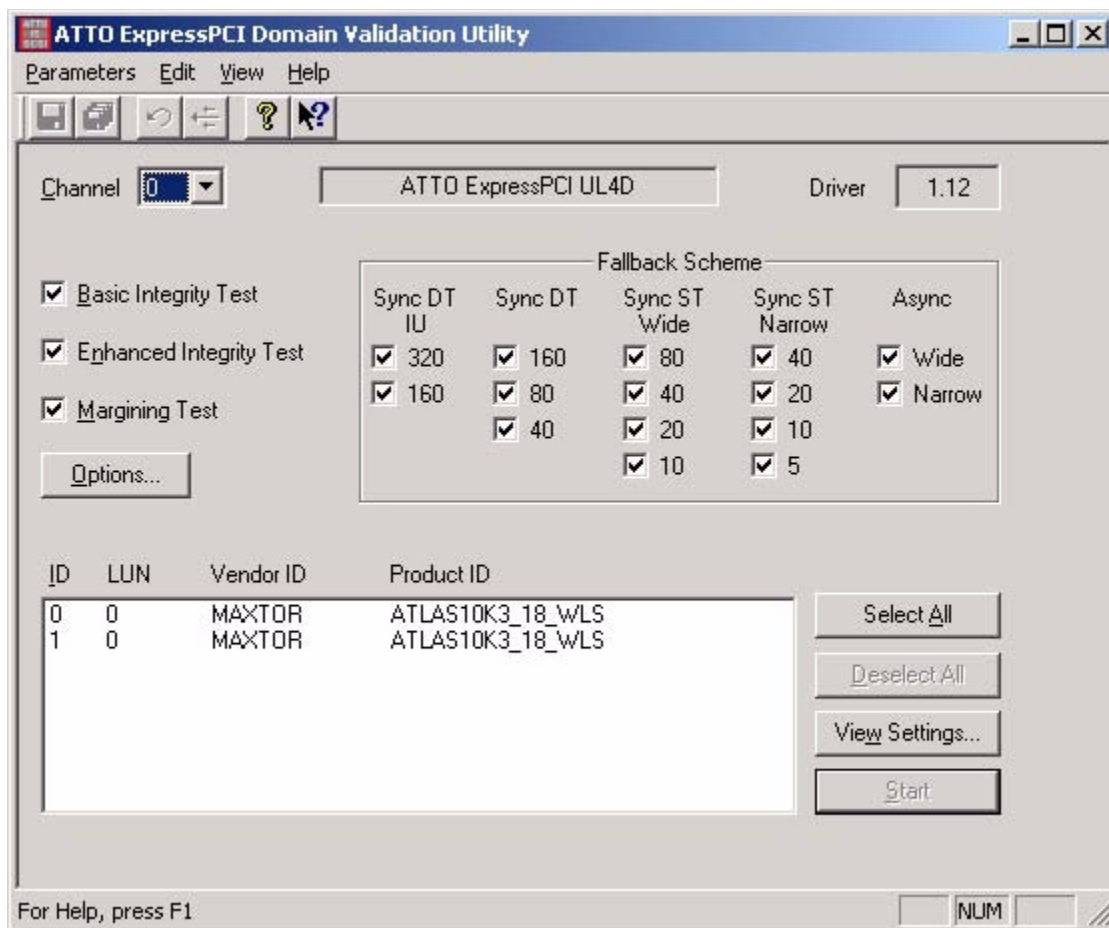 ATTO ExpressPCI Domain Validation Utility
Parameters Edit View Help
Channel 0 ATTO ExpressPCI UL4D Driver 1.12
Fallback Scheme
Basic Integrity Test
Enhanced Integrity Test
Margining Test
Options...
Sync DT IU
320
160
Sync DT
160
80
40
Sync ST Wide
80
40
20
10
Sync ST Narrow
40
20
10
5
Async
Wide
Narrow
ID LUN Vendor ID Product ID
0 0 MAXTOR ATLAS10K3_18_WLS
1 0 MAXTOR ATLAS10K3_18_WLS
Select All
Deselect All
View Settings...
Start
For Help, press F1 NUM